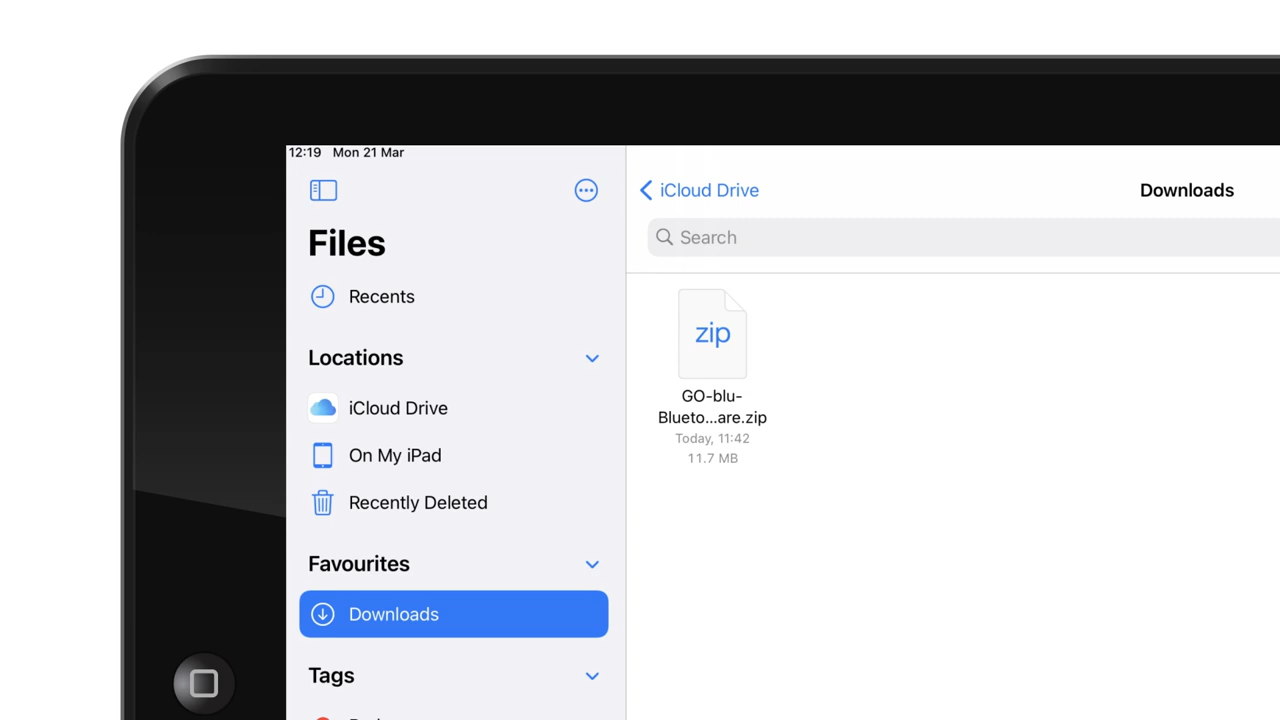 12:19 Mon 21 Mar
Files
Recents
Locations
iCloud Drive
On My iPad
Recently Deleted
Favourites
Downloads
Tags
iCloud Drive
Downloads
Search
zip
GO-blu-
Blueto...are.zip
Today, 11:42
11.7 MB